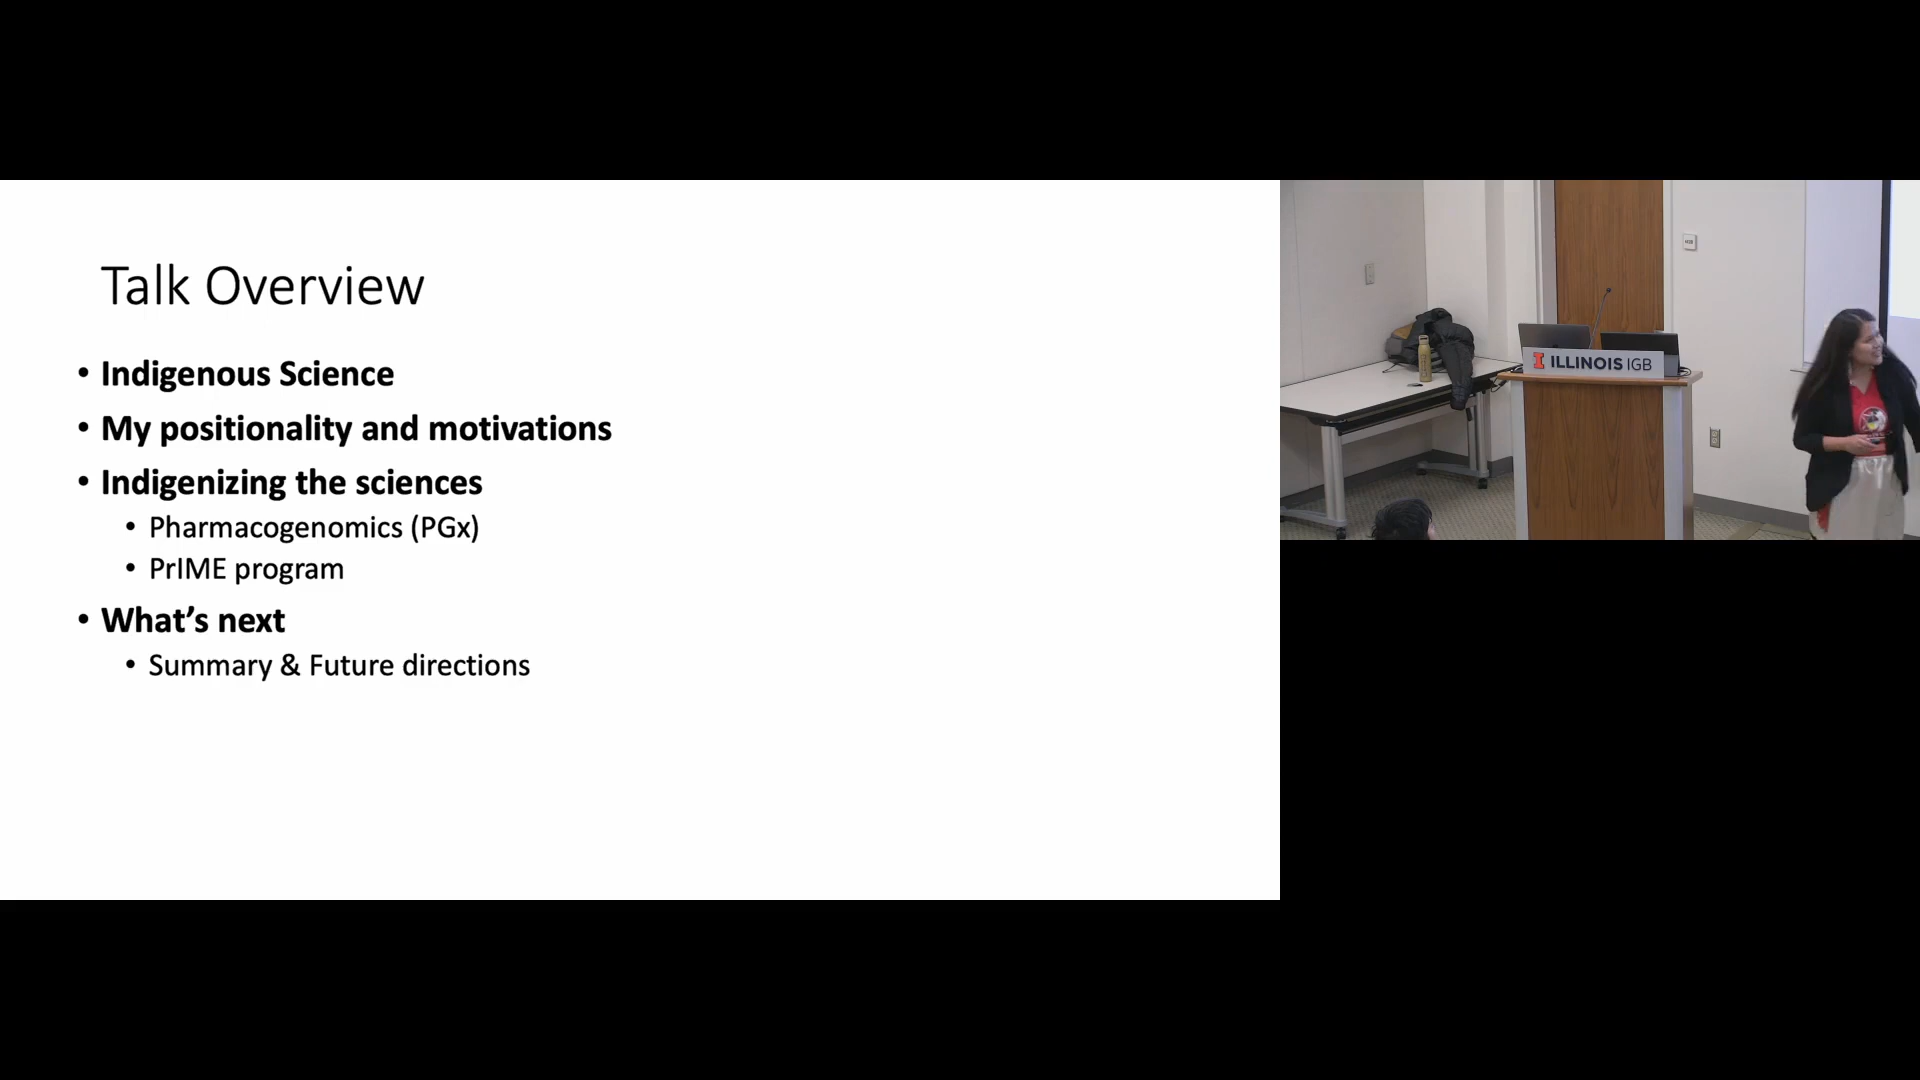 Talk Overview
• Indigenous Science
• My positionality and motivations
• Indigenizing the sciences
• Pharmacogenomics (PGx)
• PrIME program
• What's next
• Summary & Future directions
I ILLINOIS IGB